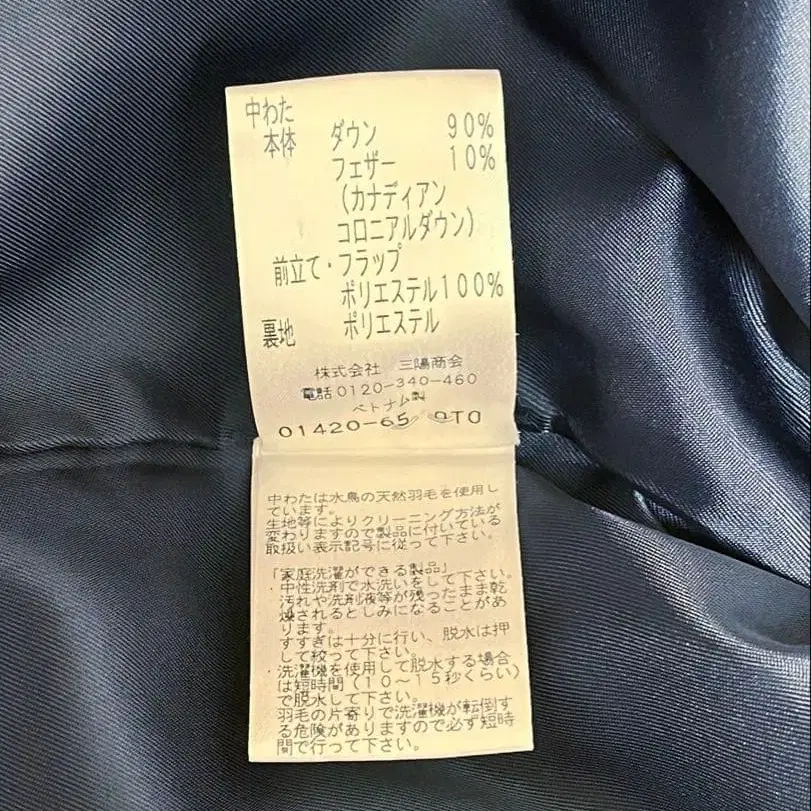 中わた
本体 ダウン 90%
フェザー 10%
(カナディアン
コロニアルダウン)
前立て・フラップ
ポリエステル100%
裏地 ポリエステル
株式会社 三陽商会
電話0120-340-460
ベトナム製
01420-65
中わたは水鳥の天然羽毛を使用し
ています。
生地等によりクリーニング方法が
変わりますので製品に付いている
取扱い表示記号に従って下さい。
「家庭洗濯ができる製品」
・中性洗剤で水洗いをして下さい。
汚れや洗剤液等が残ったまま乾
燥されるとしみになることがあ
ります。
すすぎは十分に行い、脱水は押
して絞って下さい。
・洗濯機を使用して脱水する場合
は短時間(10～15秒くらい)
で脱水して下さい。
羽毛の片寄りで洗濯機が転倒す
る危険がありますので必ず短時
間で行って下さい。